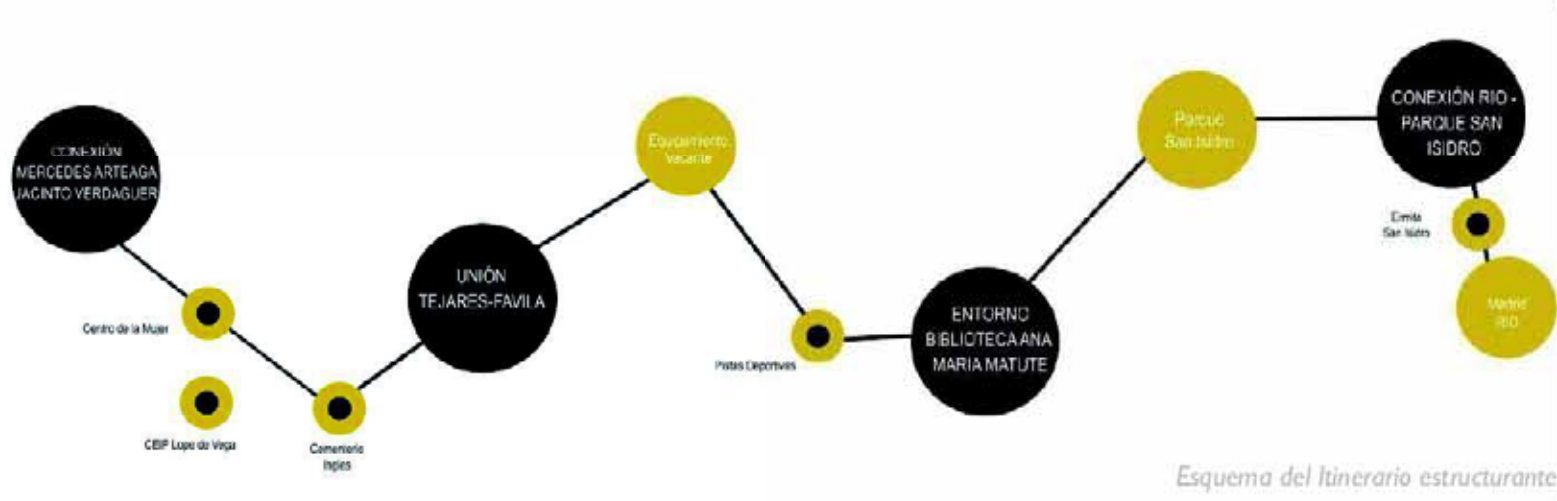 CONEXIÓN
MERCEDES ARTEAGA
JACINTO VERDAGUER
Centro de la Mujer
CEIP Lope de Vega
Cementerio
Ingles
UNIÓN
TEJARES-FAVILA
Equipamiento
Vacante
Pistas Deportivas
ENTORNO
BIBLIOTECA ANA
MARIA MATUTE
Parque
San Isidro
CONEXIÓN RIO -
PARQUE SAN
ISIDRO
Ermita
San Isidro
Madrid
RIO
Esquema del Itinerario estructurante